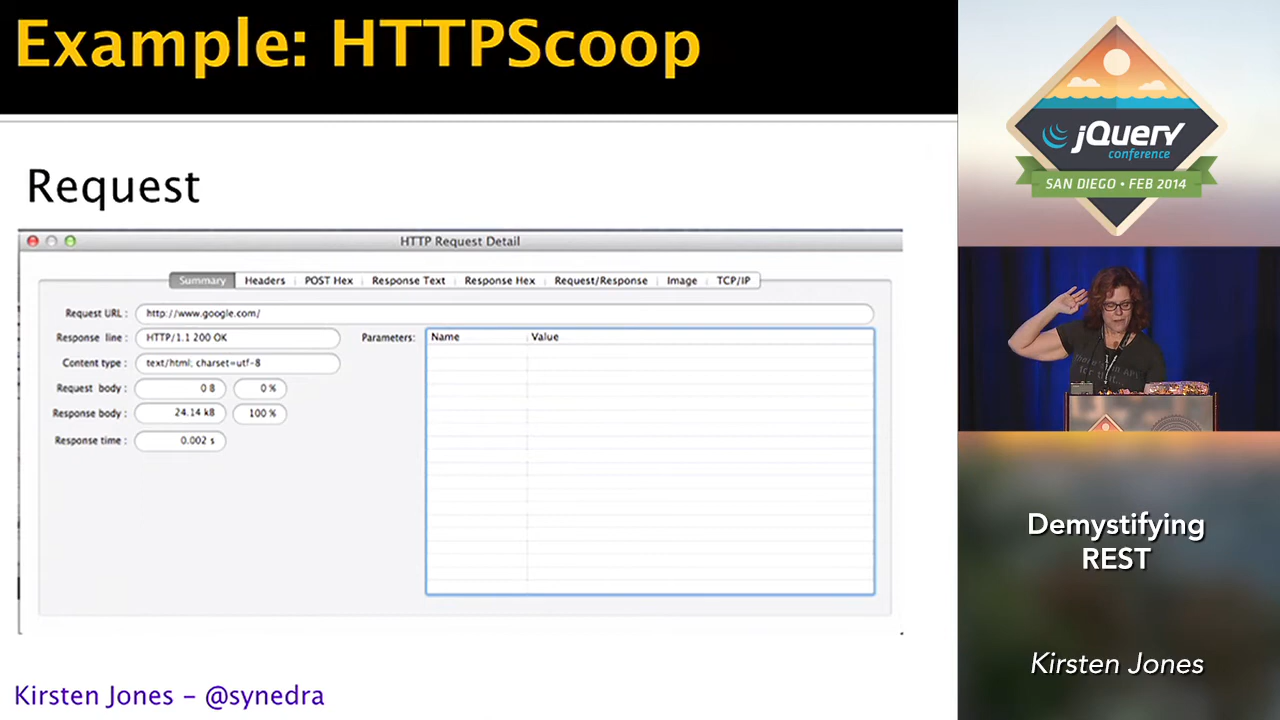 Example: HTTPScoop
Request
HTTP Request Detail
Summary Headers POST Hex Response Text Response Hex Request/Response Image TCP/IP
Request URL : http://www.google.com/
Response line : HTTP/1.1 200 OK
Parameters: Name Value
Content type : text/html; charset=utf-8
Request body : 0 B 0 %
Response body : 24.14 kB 100 %
Response time : 0.002 s
Kirsten Jones - @synedra
jQuery
conference
SAN DIEGO • FEB 2014
Demystifying
REST
Kirsten Jones